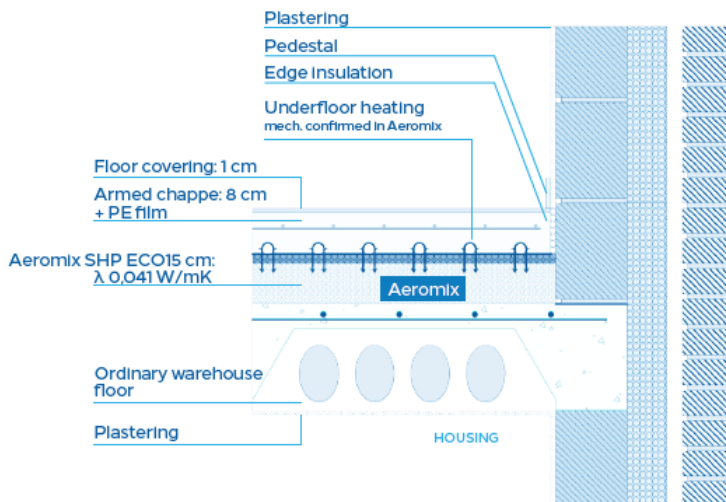 Plastering
Pedestal
Edge insulation
Underfloor heating
mech. confirmed in Aeromix
Floor covering: 1 cm
Armed chappe: 8 cm
+ PE film
Aeromix SHP ECO15 cm:
λ 0,041 W/mK
Aeromix
Ordinary warehouse
floor
Plastering
HOUSING